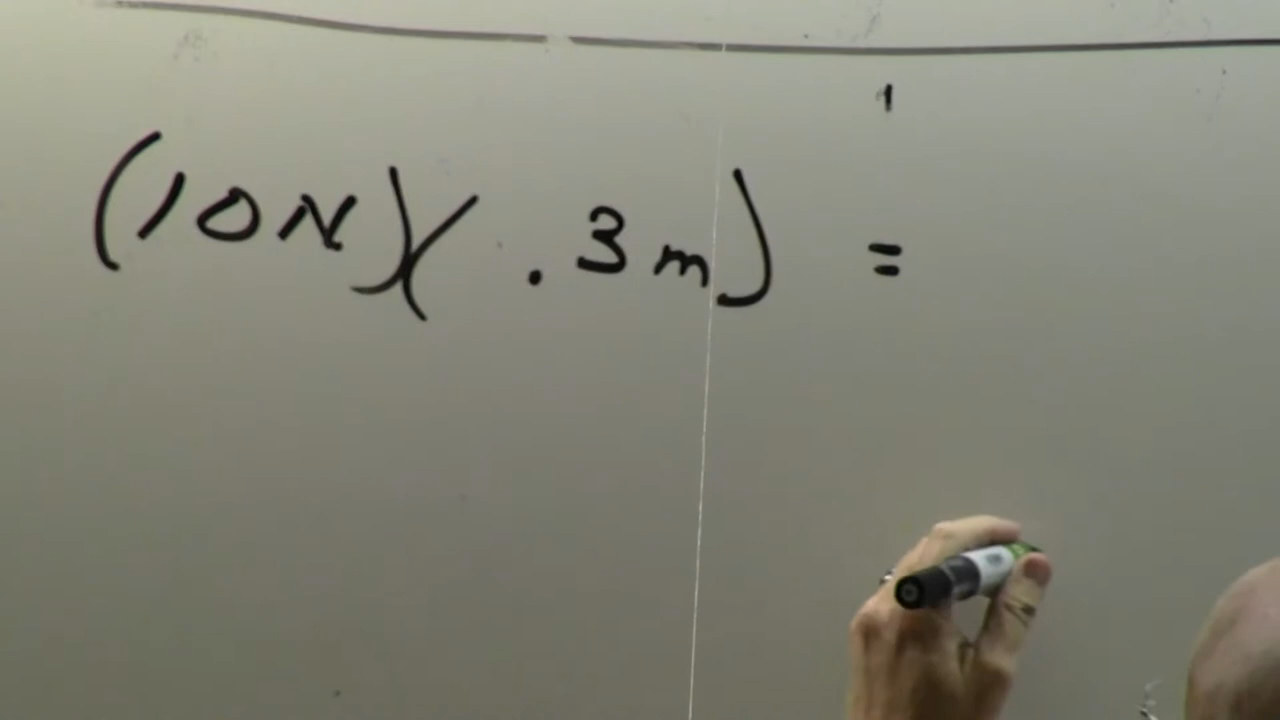 (10N)(.3m) =